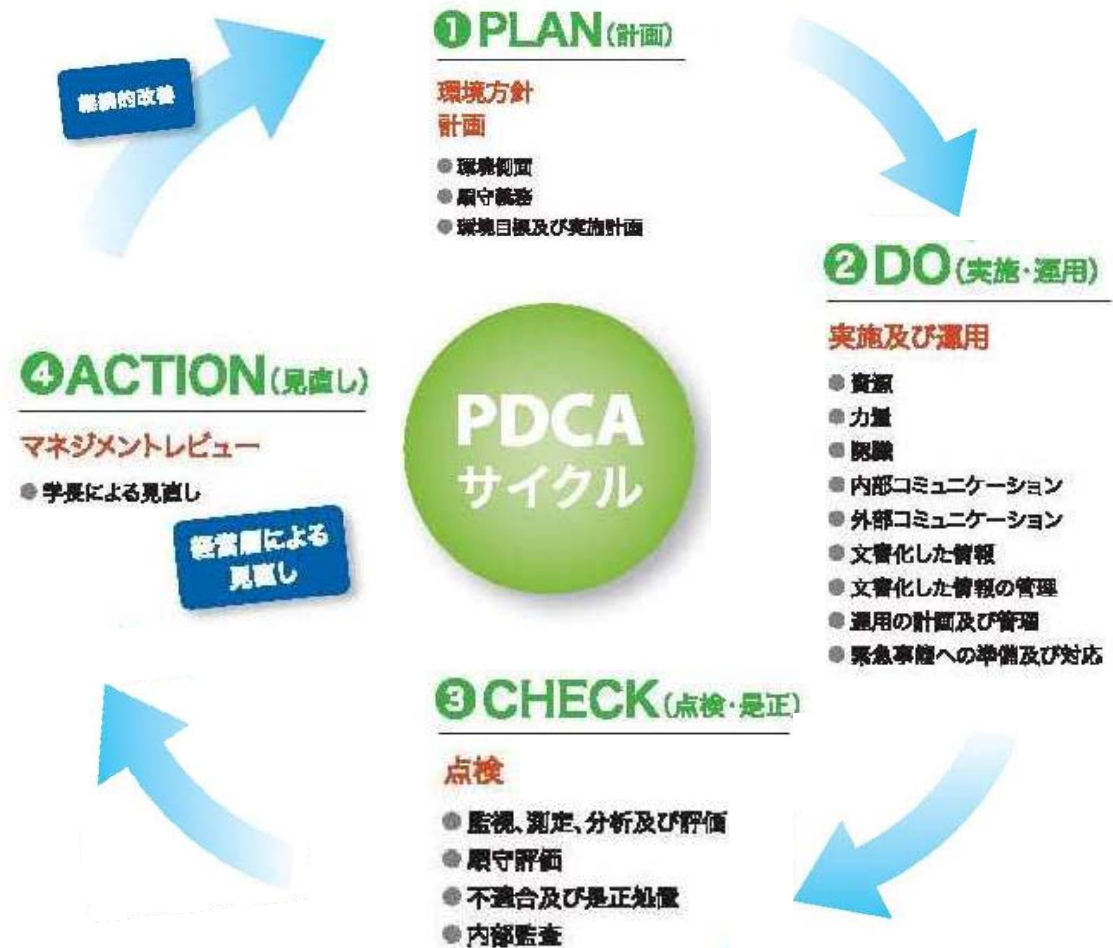 ❶PLAN(計画)
環境方針
計画
環境側面
順守義務
環境目標及び実施計画
継続的改善
❷DO(実施・運用)
実施及び運用
資源
力量
認識
内部コミュニケーション
外部コミュニケーション
文書化した情報
文書化した情報の管理
運用の計画及び管理
緊急事態への準備及び対応
❸CHECK(点検・是正)
点検
監視、測定、分析及び評価
順守評価
不適合及び是正処置
内部監査
❹ACTION(見直し)
マネジメントレビュー
学長による見直し
経営層による
見直し
PDCA
サイクル